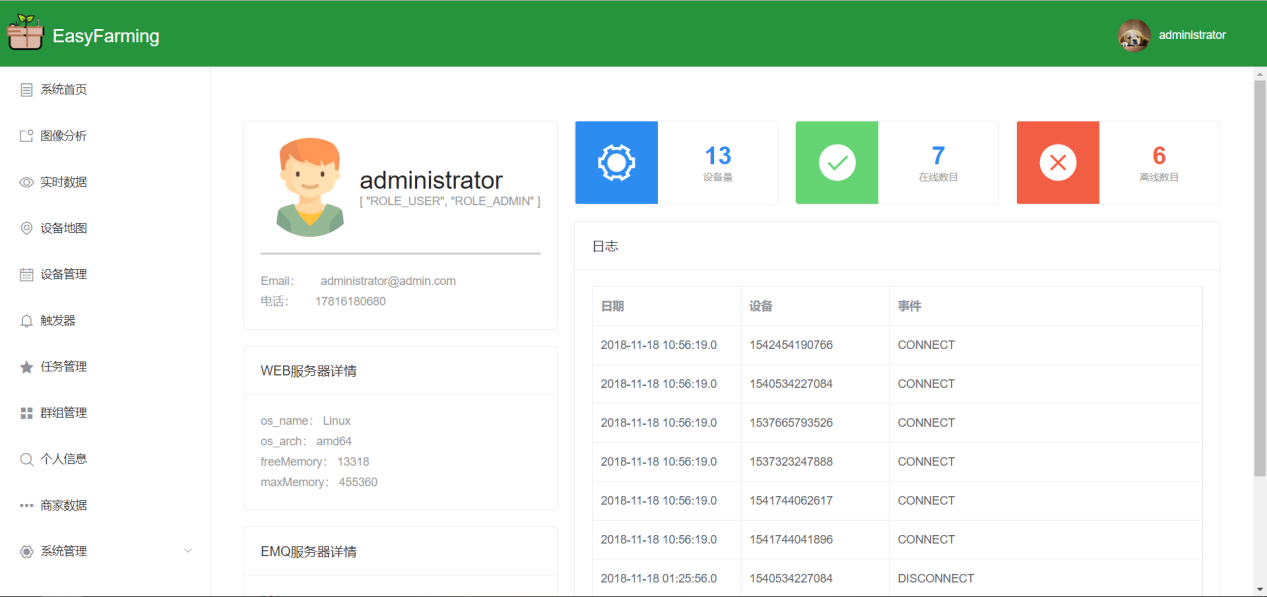 EasyFarming
administrator
系统首页
图像分析
实时数据
设备地图
设备管理
触发器
任务管理
群组管理
个人信息
商家数据
系统管理
administrator
[ "ROLE_USER", "ROLE_ADMIN" ]
Email: administrator@admin.com
电话: 17816180680
WEB服务器详情
os_name: Linux
os_arch: amd64
freeMemory: 13318
maxMemory: 455360
EMQ服务器详情
13
设备量
7
在线数目
6
离线数目
日志
日期 设备 事件
2018-11-18 10:56:19.0 1542454190766 CONNECT
2018-11-18 10:56:19.0 1540534227084 CONNECT
2018-11-18 10:56:19.0 1537665793526 CONNECT
2018-11-18 10:56:19.0 1537323247888 CONNECT
2018-11-18 10:56:19.0 1541744062617 CONNECT
2018-11-18 10:56:19.0 1541744041896 CONNECT
2018-11-18 01:25:56.0 1540534227084 DISCONNECT